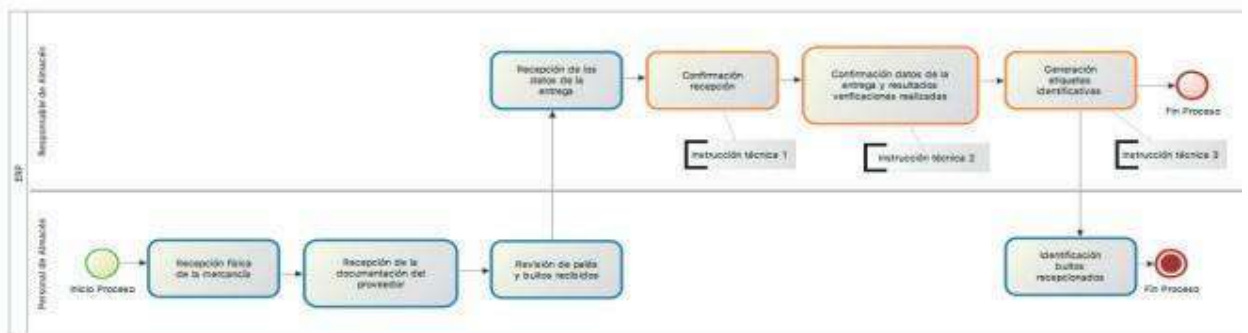 ERP
Responsable de Almacén
Recepción de los
datos de la
entrega
Confirmación
recepción
Confirmación datos de la
entrega y resultados
verificaciones realizadas
Generación
etiquetas
identificativas
Fin Proceso
Instrucción técnica 1
Instrucción técnica 2
Instrucción técnica 3
Personal de Almacén
Inicio Proceso
Recepción física
de la mercancía
Recepción de la
documentación del
proveedor
Revisión de palés
y bultos recibidos
Identificación
bultos
recepcionados
Fin Proceso